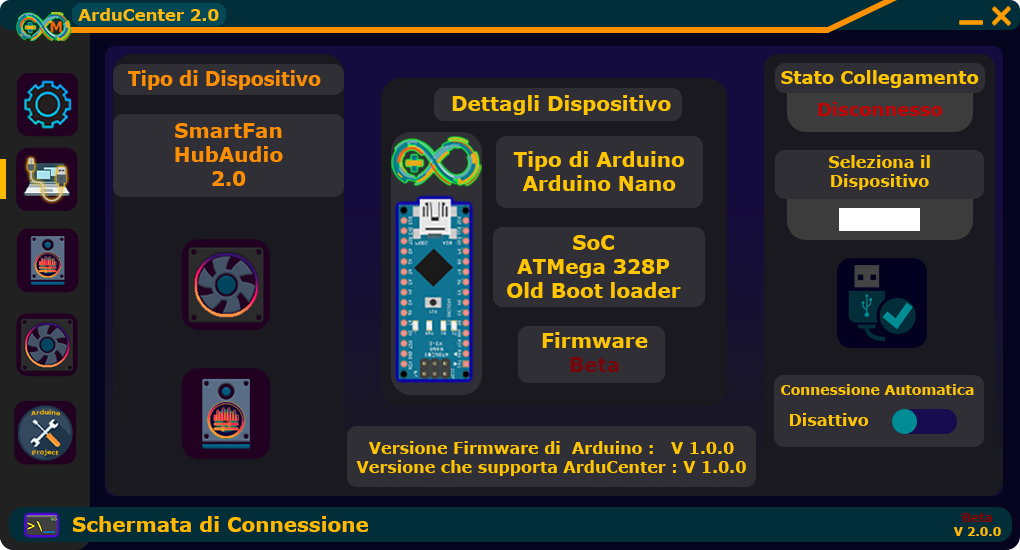 ArduCenter 2.0
Tipo di Dispositivo
SmartFan
HubAudio
2.0
Dettagli Dispositivo
Tipo di Arduino
Arduino Nano
SoC
ATMega 328P
Old Boot loader
Firmware
Beta
Versione Firmware di Arduino : V 1.0.0
Versione che supporta ArduCenter : V 1.0.0
Stato Collegamento
Disconnesso
Seleziona il
Dispositivo
Connessione Automatica
Disattivo
Arduino
Project
>\_
Schermata di Connessione
Beta
V 2.0.0